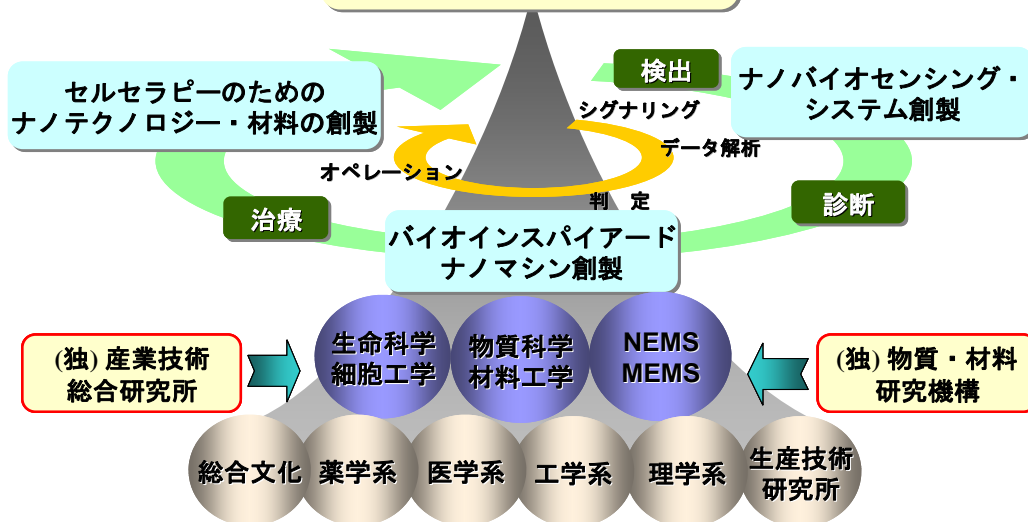 検出
セルセラピーのための
ナノテクノロジー・材料の創製
ナノバイオセンシング・
システム創製
シグナリング
データ解析
オペレーション
判 定
治療
診断
バイオインスパイアード
ナノマシン創製
(独) 産業技術
総合研究所
生命科学
細胞工学
物質科学
材料工学
NEMS
MEMS
(独) 物質・材料
研究機構
総合文化
薬学系
医学系
工学系
理学系
生産技術
研究所